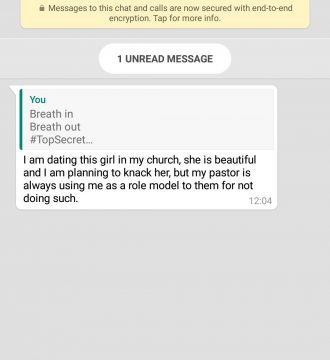 Messages to this chat and calls are now secured with end-to-end
encryption. Tap for more info.
1 UNREAD MESSAGE
You
Breath in
Breath out
#TopSecret...
I am dating this girl in my church, she is beautiful
and I am planning to knack her, but my pastor is
always using me as a role model to them for not
doing such.
12:04